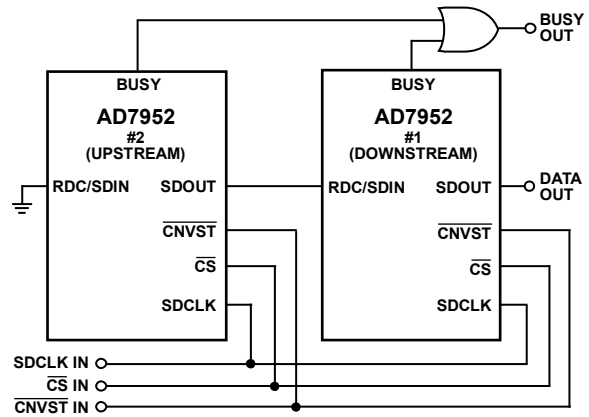 BUSY
OUT
BUSY
BUSY
AD7952
#2
(UPSTREAM)
AD7952
#1
(DOWNSTREAM)
RDC/SDIN
SDOUT
RDC/SDIN
SDOUT
DATA
OUT
CNVST
CNVST
CS
CS
SDCLK
SDCLK
SDCLK IN
CS IN
CNVST IN